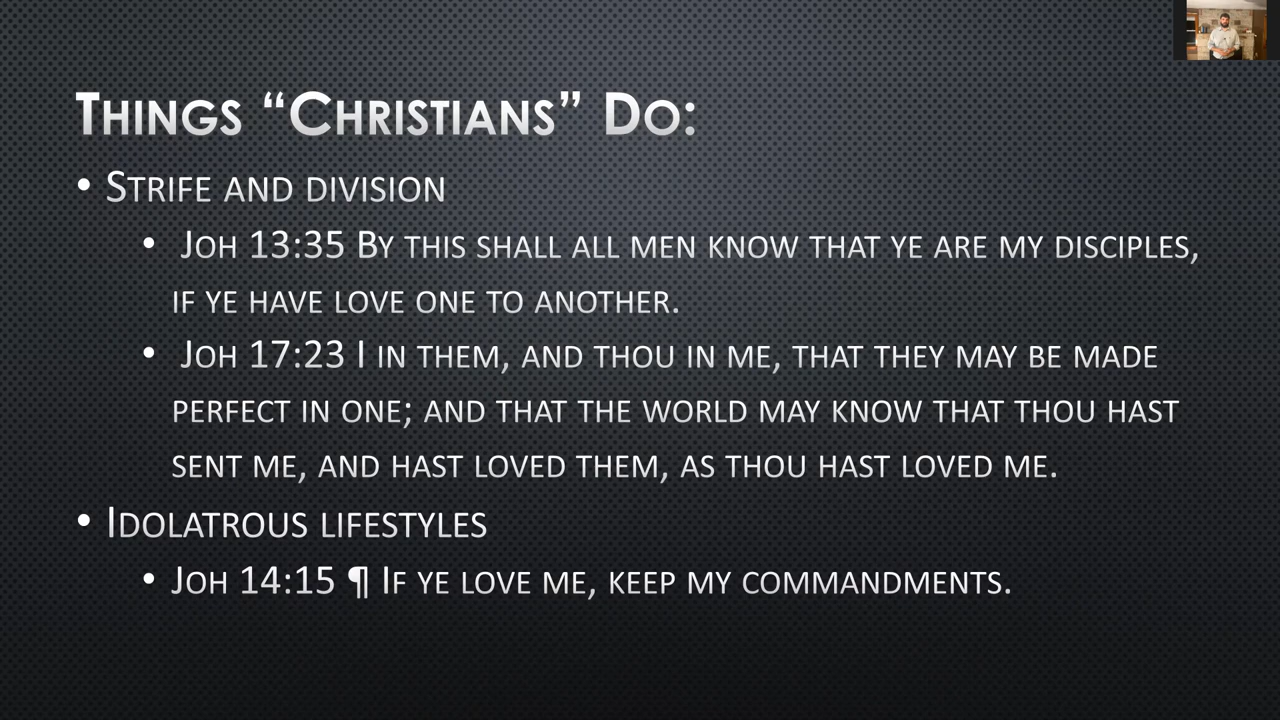 Things “Christians” Do:
• Strife and division
• Joh 13:35 By this shall all men know that ye are my disciples,
if ye have love one to another.
• Joh 17:23 I in them, and thou in me, that they may be made
perfect in one; and that the world may know that thou hast
sent me, and hast loved them, as thou hast loved me.
• Idolatrous lifestyles
• Joh 14:15 ¶ If ye love me, keep my commandments.